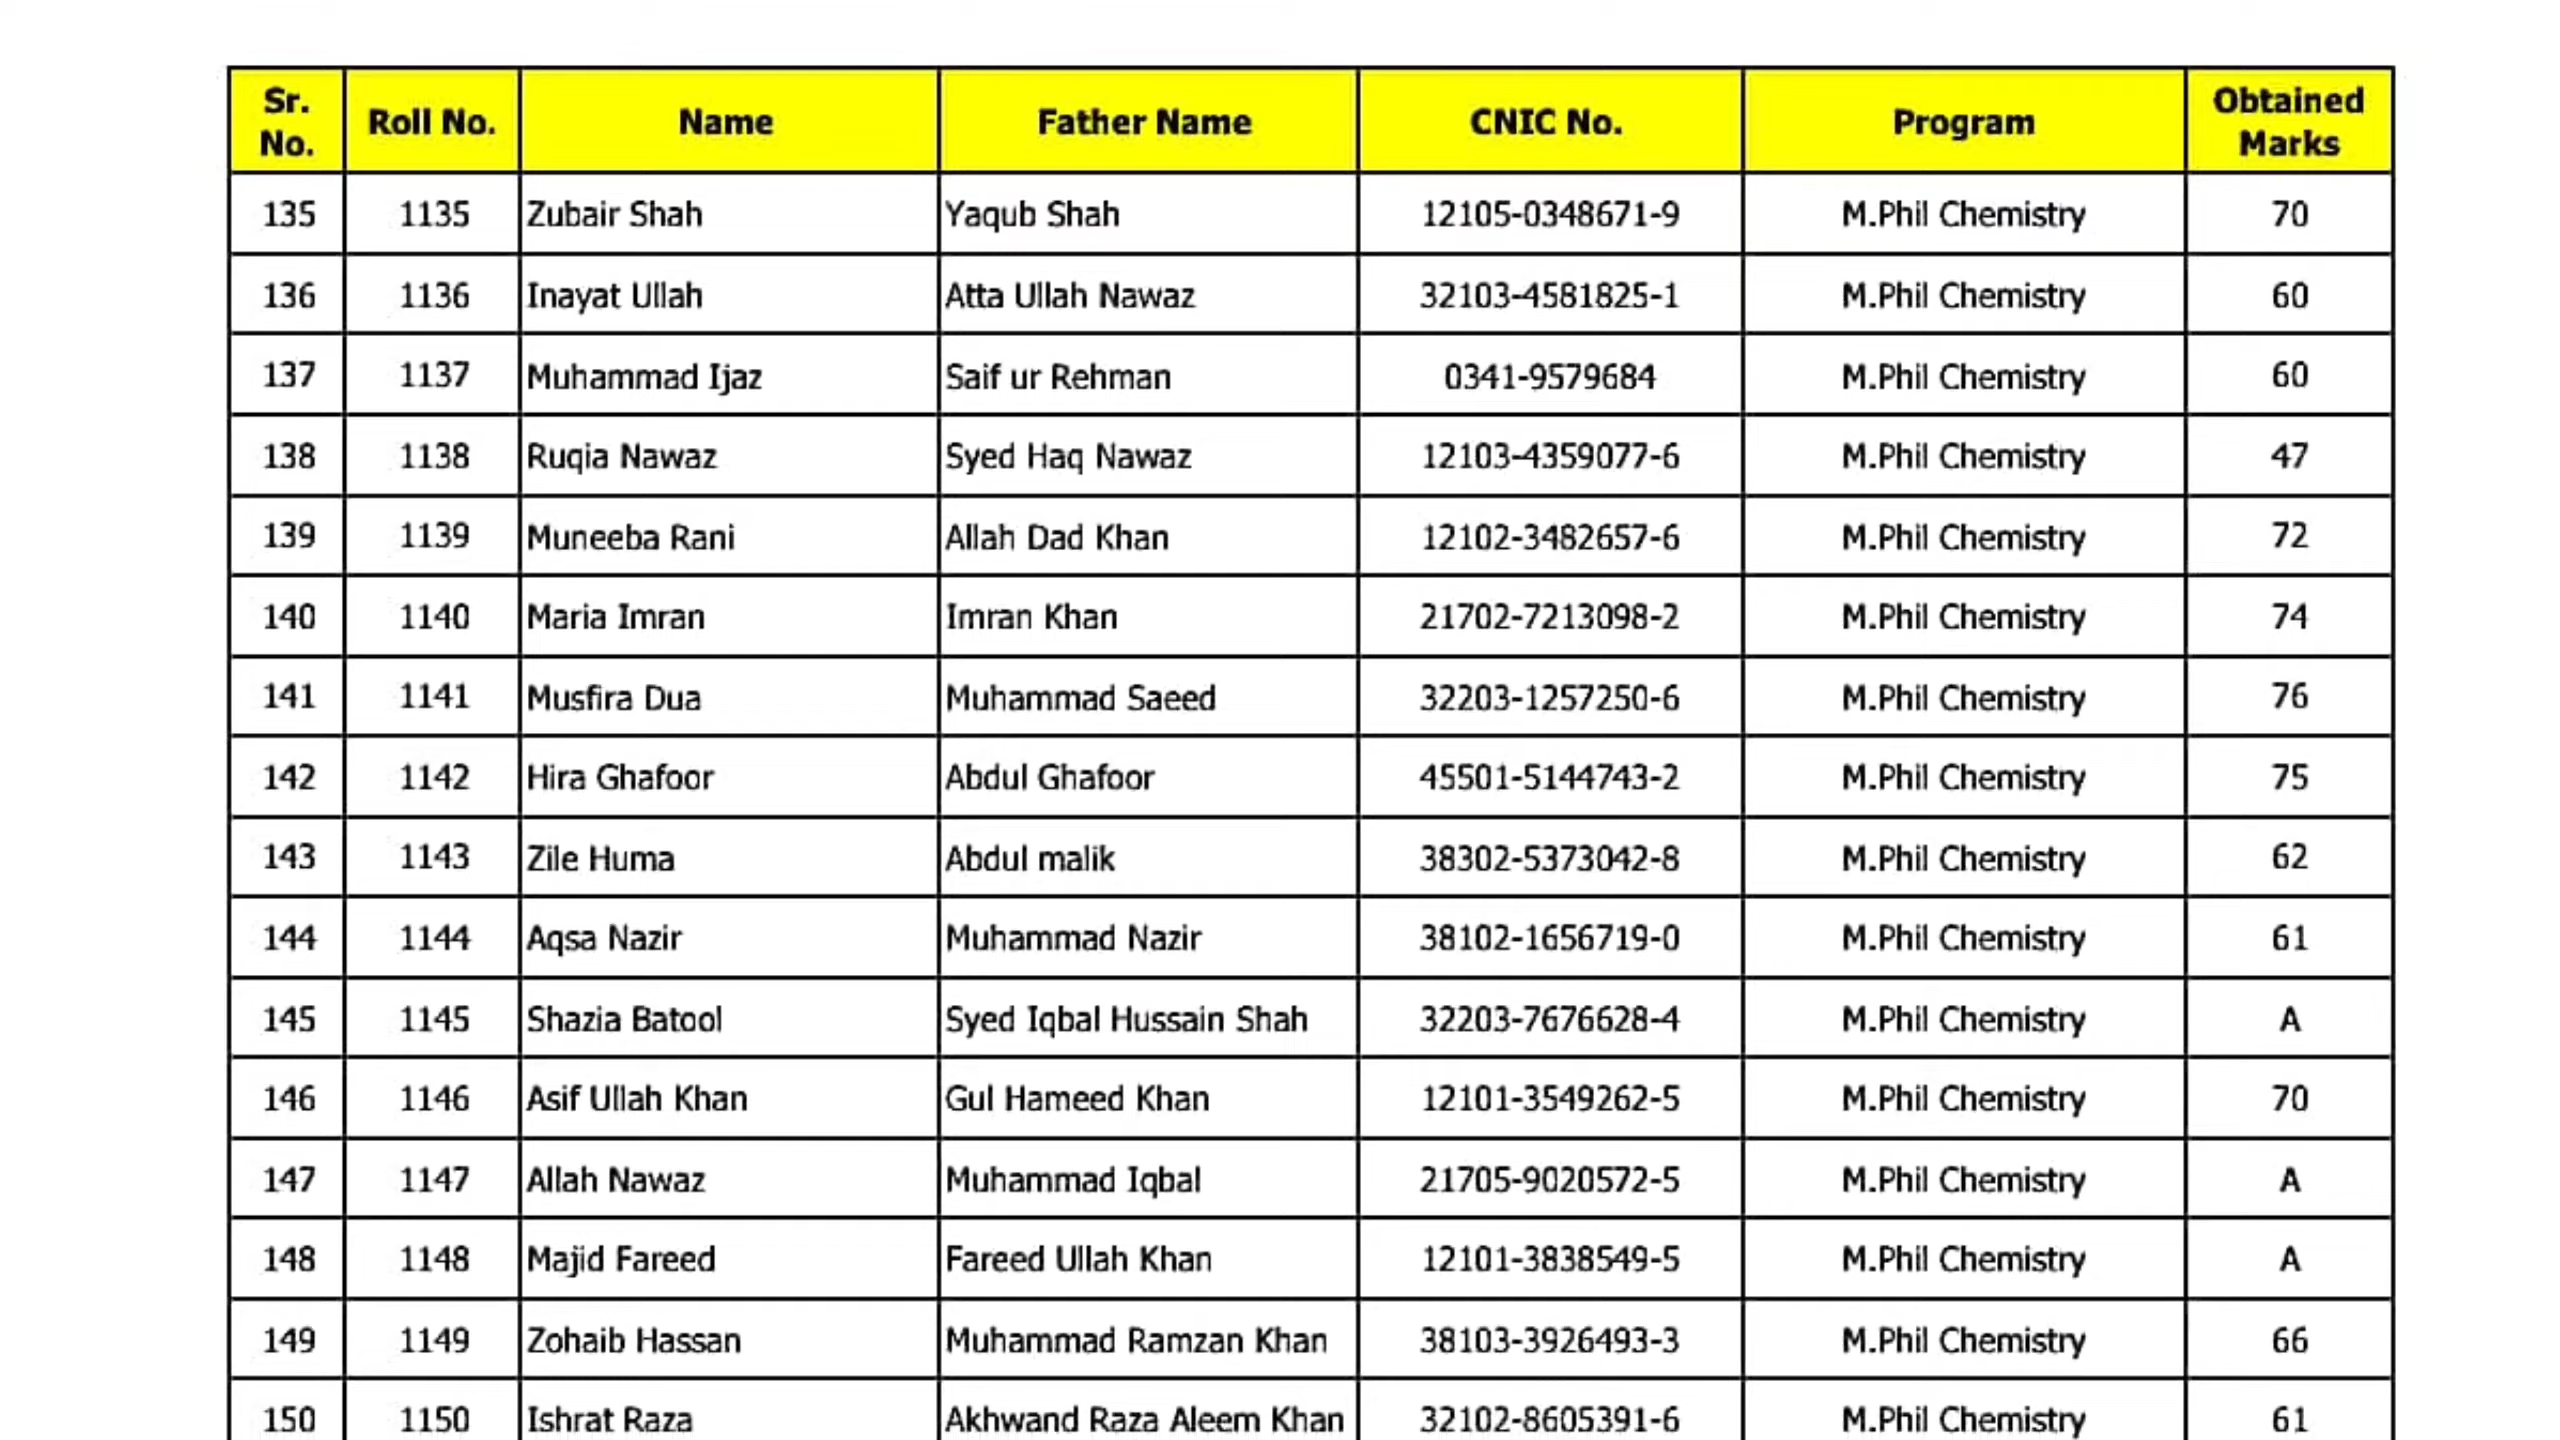 Sr. No. Roll No. Name Father Name CNIC No. Program Obtained Marks
135 1135 Zubair Shah Yaqub Shah 12105-0348671-9 M.Phil Chemistry 70
136 1136 Inayat Ullah Atta Ullah Nawaz 32103-4581825-1 M.Phil Chemistry 60
137 1137 Muhammad Ijaz Saif ur Rehman 0341-9579684 M.Phil Chemistry 60
138 1138 Ruqia Nawaz Syed Haq Nawaz 12103-4359077-6 M.Phil Chemistry 47
139 1139 Muneeba Rani Allah Dad Khan 12102-3482657-6 M.Phil Chemistry 72
140 1140 Maria Imran Imran Khan 21702-7213098-2 M.Phil Chemistry 74
141 1141 Musfira Dua Muhammad Saeed 32203-1257250-6 M.Phil Chemistry 76
142 1142 Hira Ghafoor Abdul Ghafoor 45501-5144743-2 M.Phil Chemistry 75
143 1143 Zile Huma Abdul malik 38302-5373042-8 M.Phil Chemistry 62
144 1144 Aqsa Nazir Muhammad Nazir 38102-1656719-0 M.Phil Chemistry 61
145 1145 Shazia Batool Syed Iqbal Hussain Shah 32203-7676628-4 M.Phil Chemistry A
146 1146 Asif Ullah Khan Gul Hameed Khan 12101-3549262-5 M.Phil Chemistry 70
147 1147 Allah Nawaz Muhammad Iqbal 21705-9020572-5 M.Phil Chemistry A
148 1148 Majid Fareed Fareed Ullah Khan 12101-3838549-5 M.Phil Chemistry A
149 1149 Zohaib Hassan Muhammad Ramzan Khan 38103-3926493-3 M.Phil Chemistry 66
150 1150 Ishrat Raza Akhwand Raza Aleem Khan 32102-8605391-6 M.Phil Chemistry 61